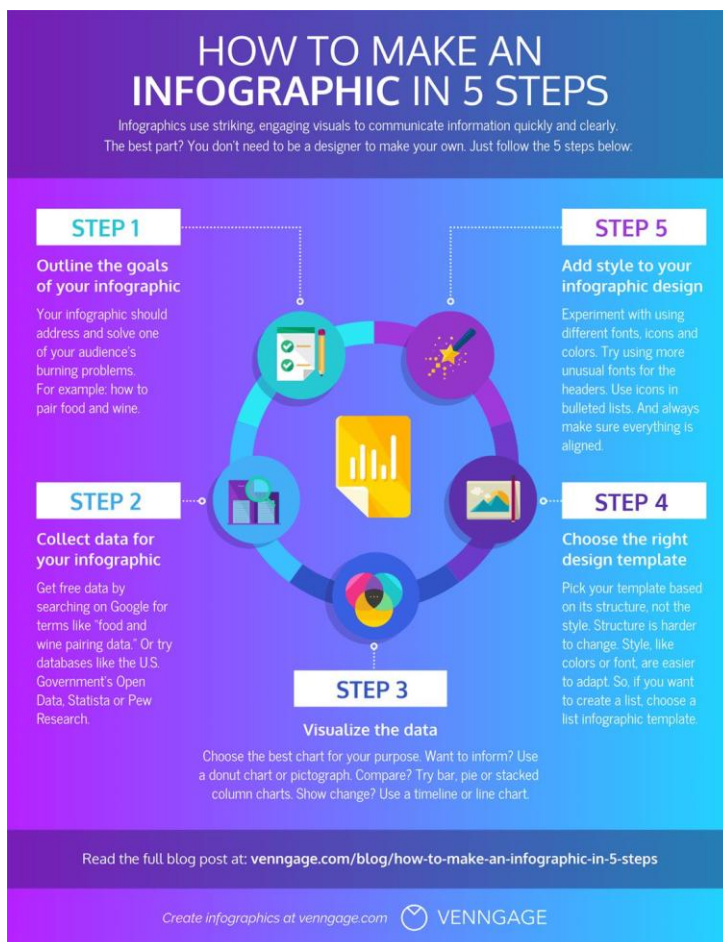 HOW TO MAKE AN
INFOGRAPHIC IN 5 STEPS
Infographics use striking, engaging visuals to communicate information quickly and clearly.
The best part? You don't need to be a designer to make your own. Just follow the 5 steps below:
STEP 1
Outline the goals
of your infographic
Your infographic should
address and solve one
of your audience's
burning problems.
For example: how to
pair food and wine.
STEP 2
Collect data for
your infographic
Get free data by
searching on Google for
terms like "food and
wine pairing data." Or try
databases like the U.S.
Government's Open
Data, Statista or Pew
Research.
STEP 3
Visualize the data
Choose the best chart for your purpose. Want to inform? Use
a donut chart or pictograph. Compare? Try bar, pie or stacked
column charts. Show change? Use a timeline or line chart.
STEP 4
Choose the right
design template
Pick your template based
on its structure, not the
style. Structure is harder
to change. Style, like
colors or font, are easier
to adapt. So, if you want
to create a list, choose a
list infographic template.
STEP 5
Add style to your
infographic design
Experiment with using
different fonts, icons and
colors. Try using more
unusual fonts for the
headers. Use icons in
bulleted lists. And always
make sure everything is
aligned.
Read the full blog post at: venngage.com/blog/how-to-make-an-infographic-in-5-steps
Create infographics at venngage.com VENNGAGE